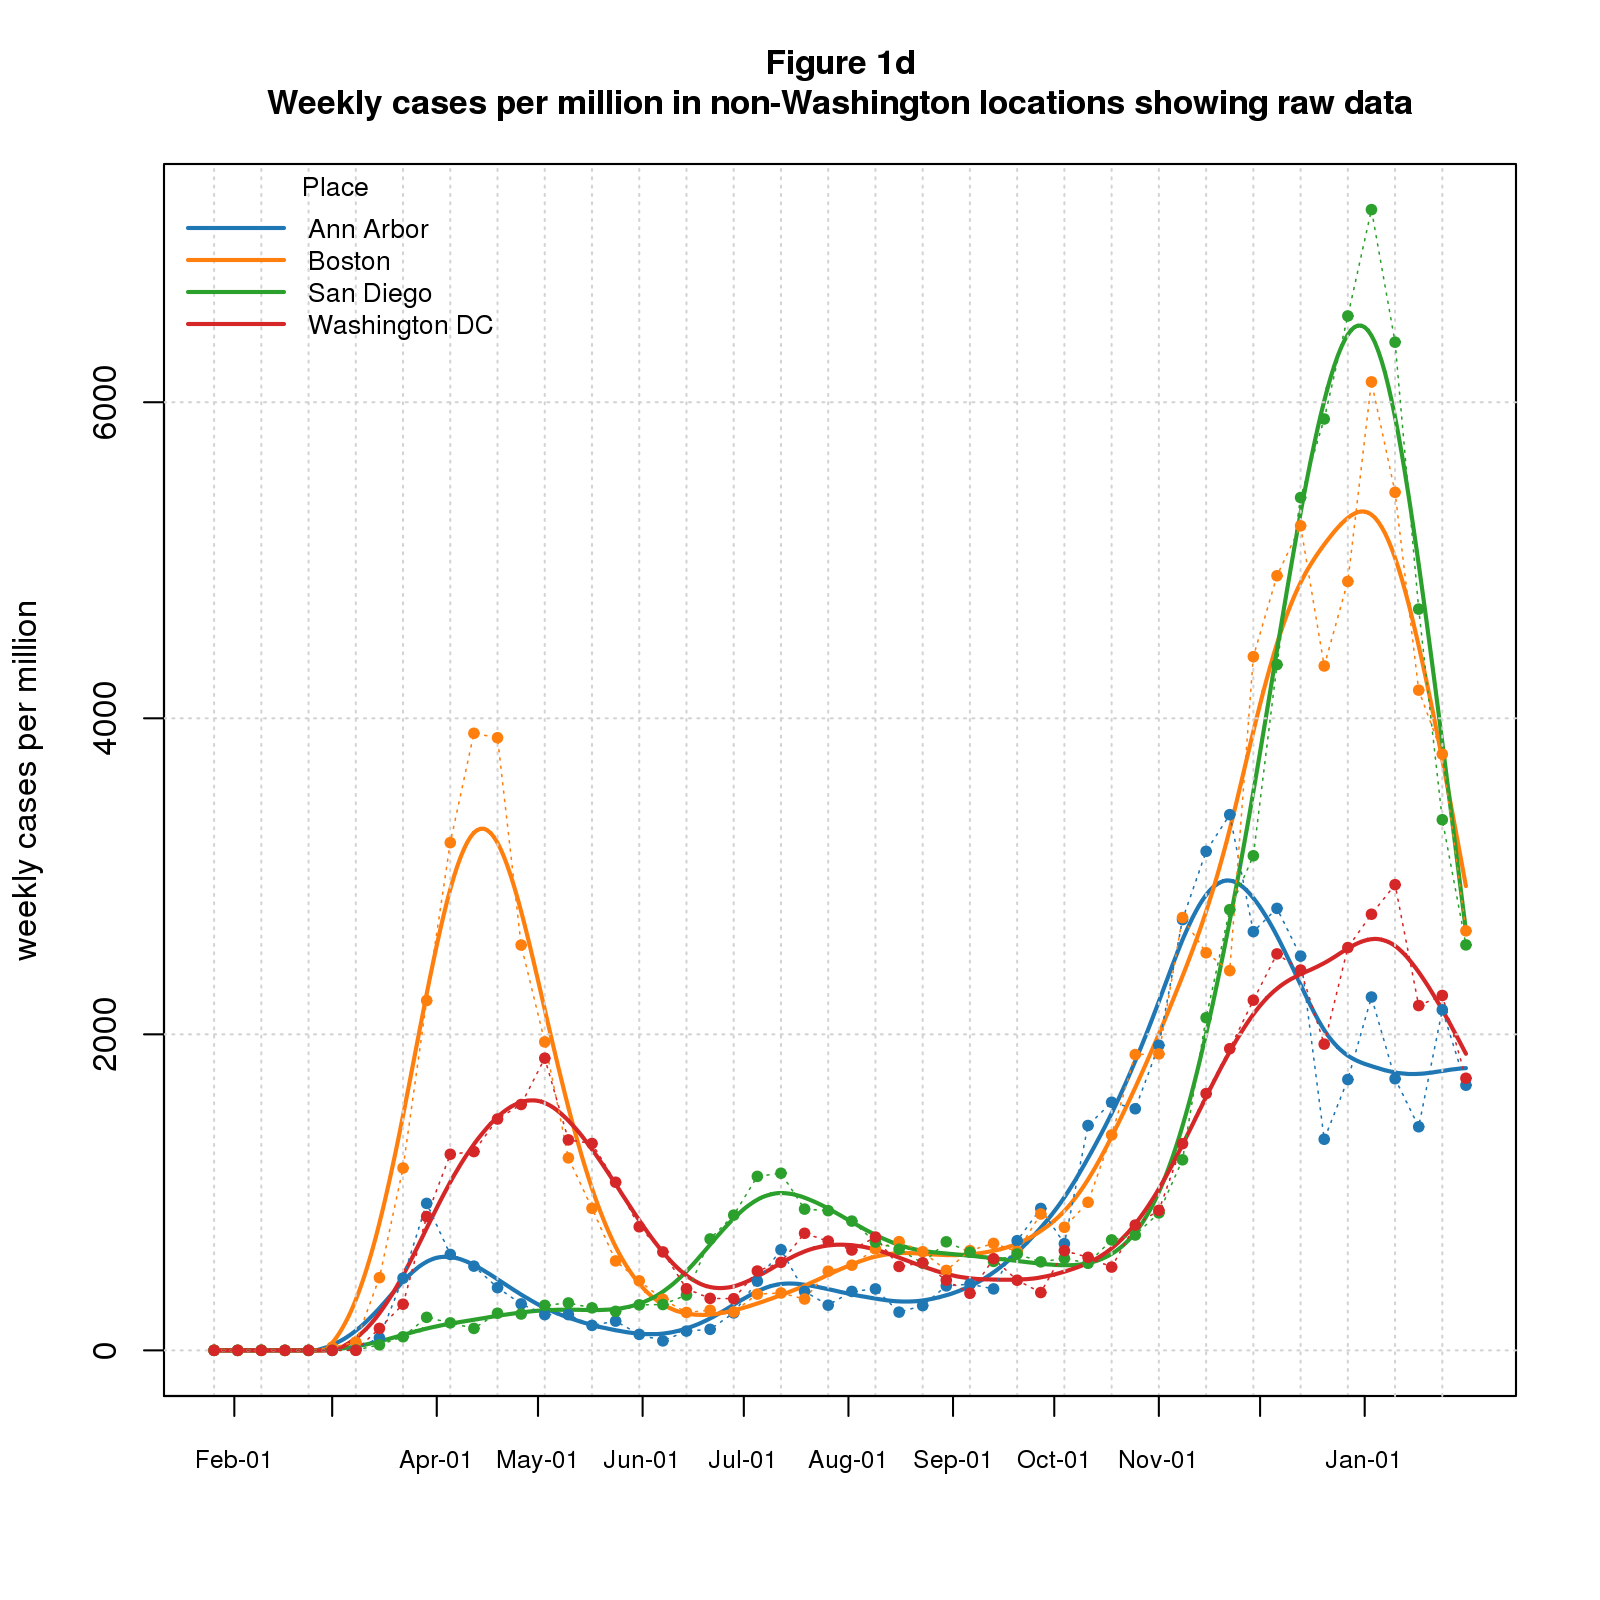 Figure 1d
Weekly cases per million in non-Washington locations showing raw data
Place
Ann Arbor
Boston
San Diego
Washington DC
weekly cases per million
6000
4000
2000
0
Feb-01 Apr-01 May-01 Jun-01 Jul-01 Aug-01 Sep-01 Oct-01 Nov-01 Jan-01